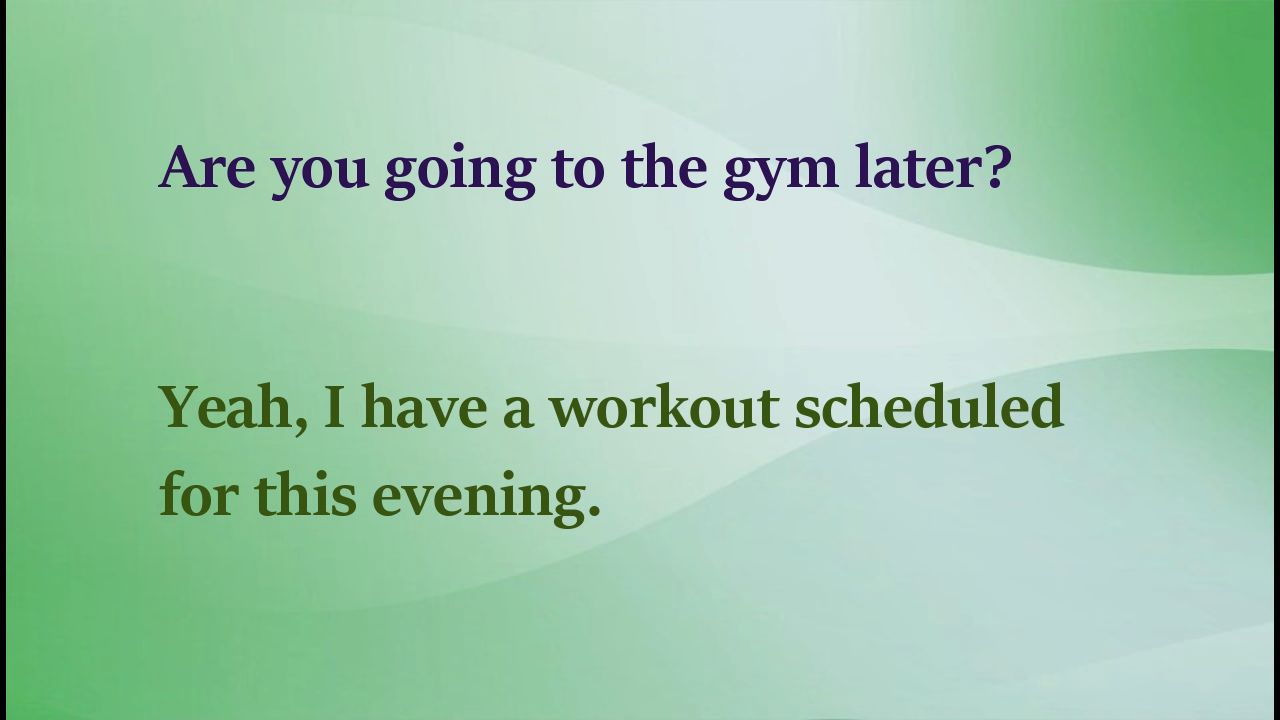 Are you going to the gym later?
Yeah, I have a workout scheduled
for this evening.